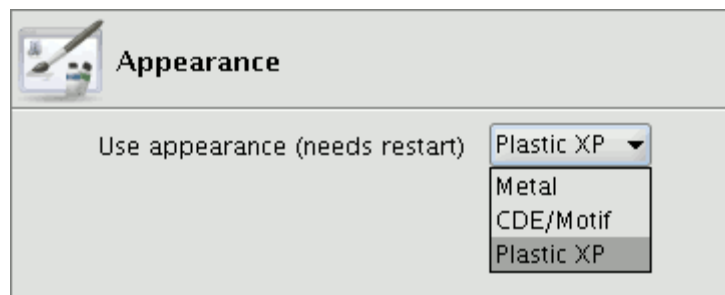 Appearance
Use appearance (needs restart) Plastic XP
Metal
CDE/Motif
Plastic XP